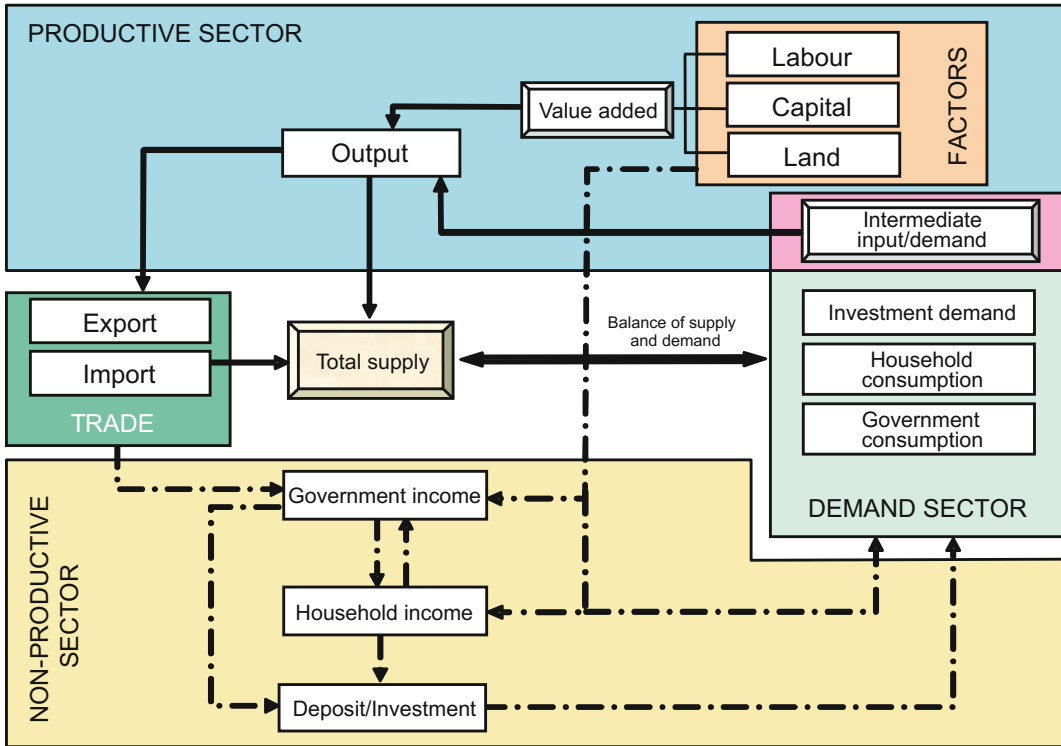 PRODUCTIVE SECTOR
Labour
Capital
Land
FACTORS
Value added
Output
Intermediate
input/demand
Export
Import
TRADE
Total supply
Balance of supply
and demand
Investment demand
Household
consumption
Government
consumption
DEMAND SECTOR
NON-PRODUCTIVE
SECTOR
Government income
Household income
Deposit/Investment